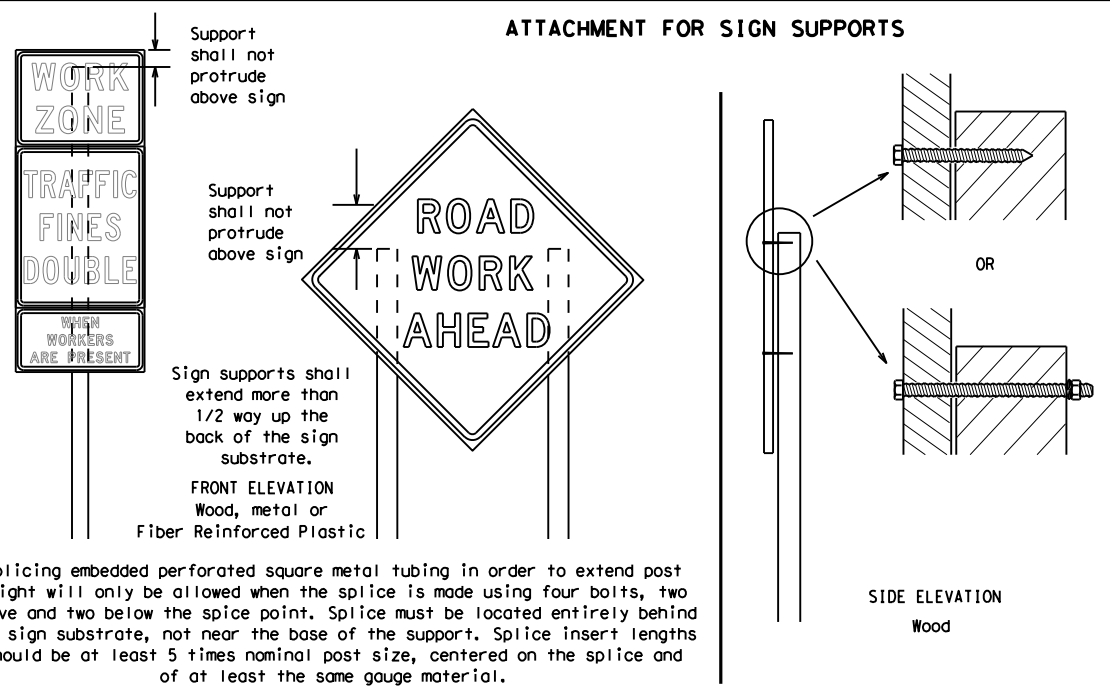 ATTACHMENT FOR SIGN SUPPORTS
Support
shall not
protrude
above sign
WORK
ZONE
TRAFFIC
FINES
DOUBLE
WHEN
WORKERS
ARE PRESENT
Support
shall not
protrude
above sign
ROAD
WORK
AHEAD
Sign supports shall
extend more than
1/2 way up the
back of the sign
substrate.
FRONT ELEVATION
Wood, metal or
Fiber Reinforced Plastic
plicing embedded perforated square metal tubing in order to extend post
ight will only be allowed when the splice is made using four bolts, two
ve and two below the spice point. Splice must be located entirely behind
sign substrate, not near the base of the support. Splice insert lengths
ould be at least 5 times nominal post size, centered on the splice and
of at least the same gauge material.
OR
SIDE ELEVATION
Wood